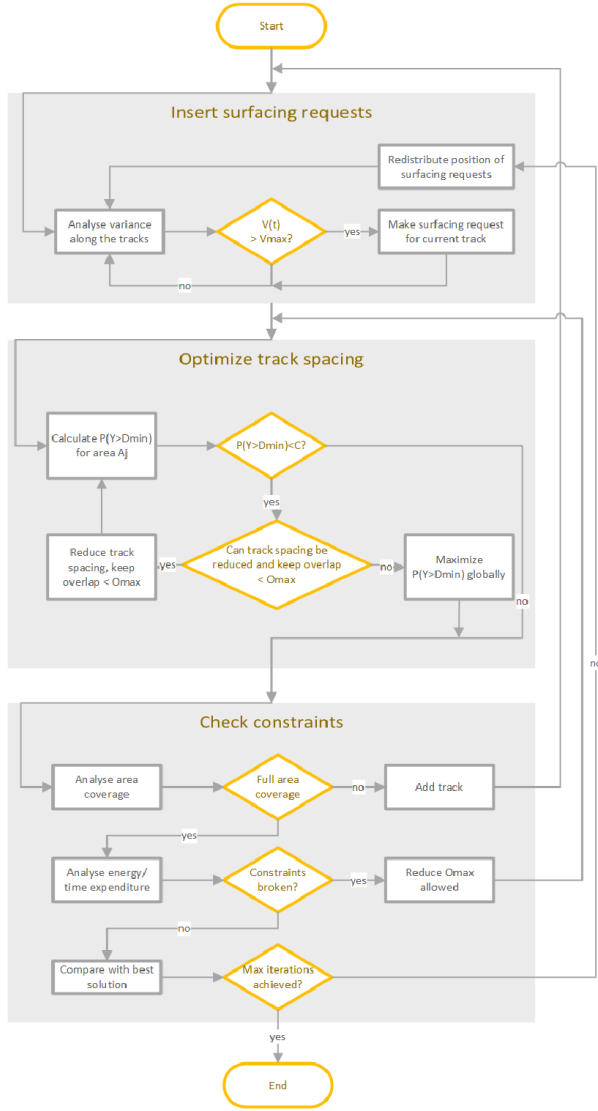 Start
Insert surfacing requests
Redistribute position of
surfacing requests
Analyse variance
along the tracks
V(t)
> Vmax?
yes
Make surfacing request
for current track
no
Optimize track spacing
Calculate P(Y>Dmin)
for area Aj
P(Y>Dmin)<C?
yes
Reduce track
spacing, keep
overlap < Omax
yes
Can track spacing be
reduced and keep overlap
< Omax
no
Maximize
P(Y>Dmin) globally
no
no
Check constraints
Analyse area
coverage
Full area
coverage
no
Add track
yes
Analyse energy/
time expenditure
Constraints
broken?
yes
Reduce Omax
allowed
no
Compare with best
solution
Max iterations
achieved?
yes
End